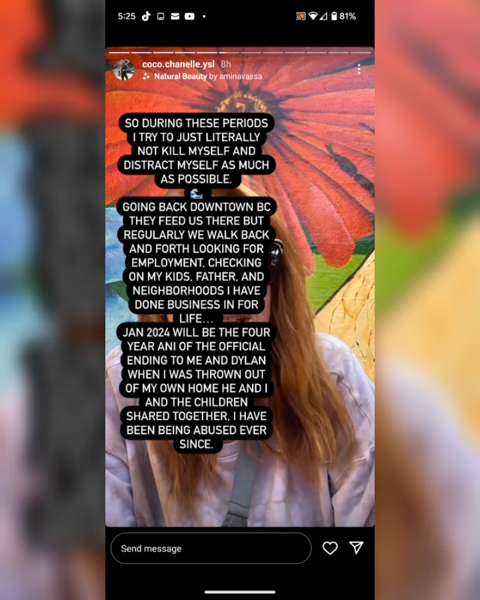 5:25
81%
coco.chanelle.ysl 8h
Natural Beauty by aminavassa
SO DURING THESE PERIODS
I TRY TO JUST LITERALLY
NOT KILL MYSELF AND
DISTRACT MYSELF AS MUCH
AS POSSIBLE.
GOING BACK DOWNTOWN BC
THEY FEED US THERE BUT
REGULARLY WE WALK BACK
AND FORTH LOOKING FOR
EMPLOYMENT, CHECKING
ON MY KIDS, FATHER, AND
NEIGHBORHOODS I HAVE
DONE BUSINESS IN FOR
LIFE...
JAN 2024 WILL BE THE FOUR
YEAR ANI OF THE OFFICIAL
ENDING TO ME AND DYLAN
WHEN I WAS THROWN OUT
OF MY OWN HOME HE AND I
AND THE CHILDREN
SHARED TOGETHER, I HAVE
BEEN BEING ABUSED EVER
SINCE.
Send message